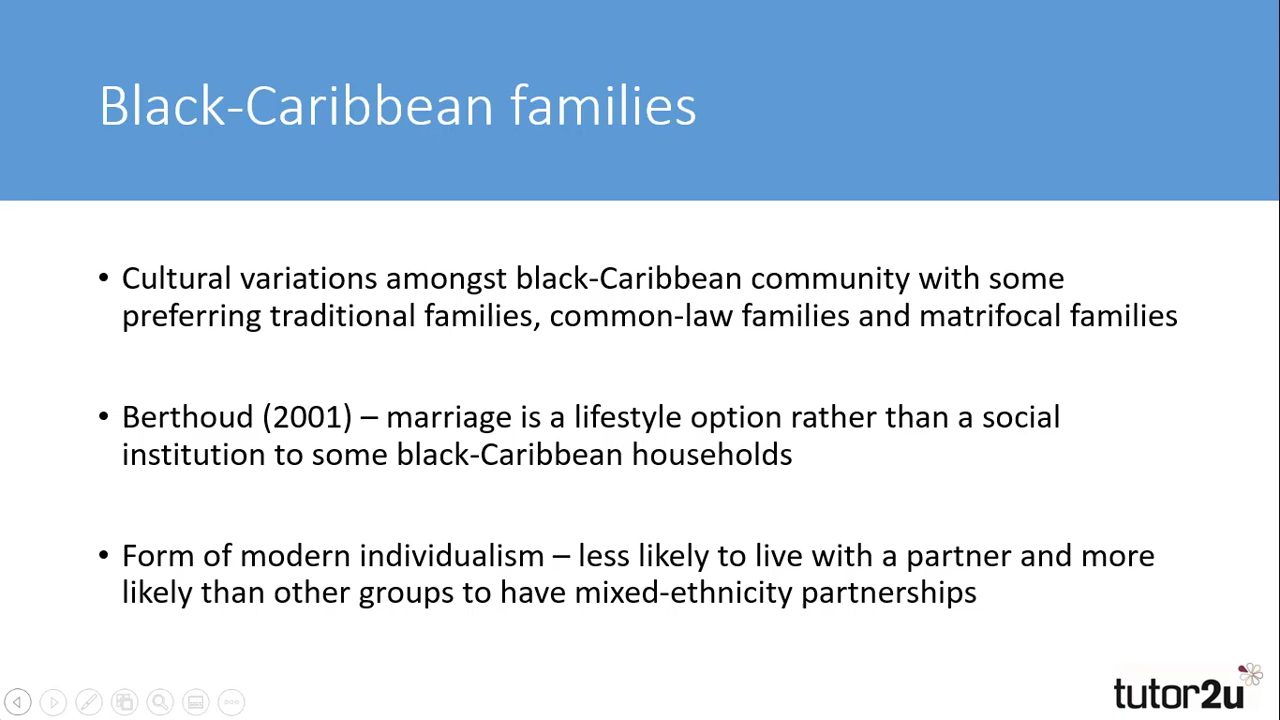 Black-Caribbean families
• Cultural variations amongst black-Caribbean community with some
preferring traditional families, common-law families and matrifocal families
• Berthoud (2001) – marriage is a lifestyle option rather than a social
institution to some black-Caribbean households
• Form of modern individualism – less likely to live with a partner and more
likely than other groups to have mixed-ethnicity partnerships
tutor2u